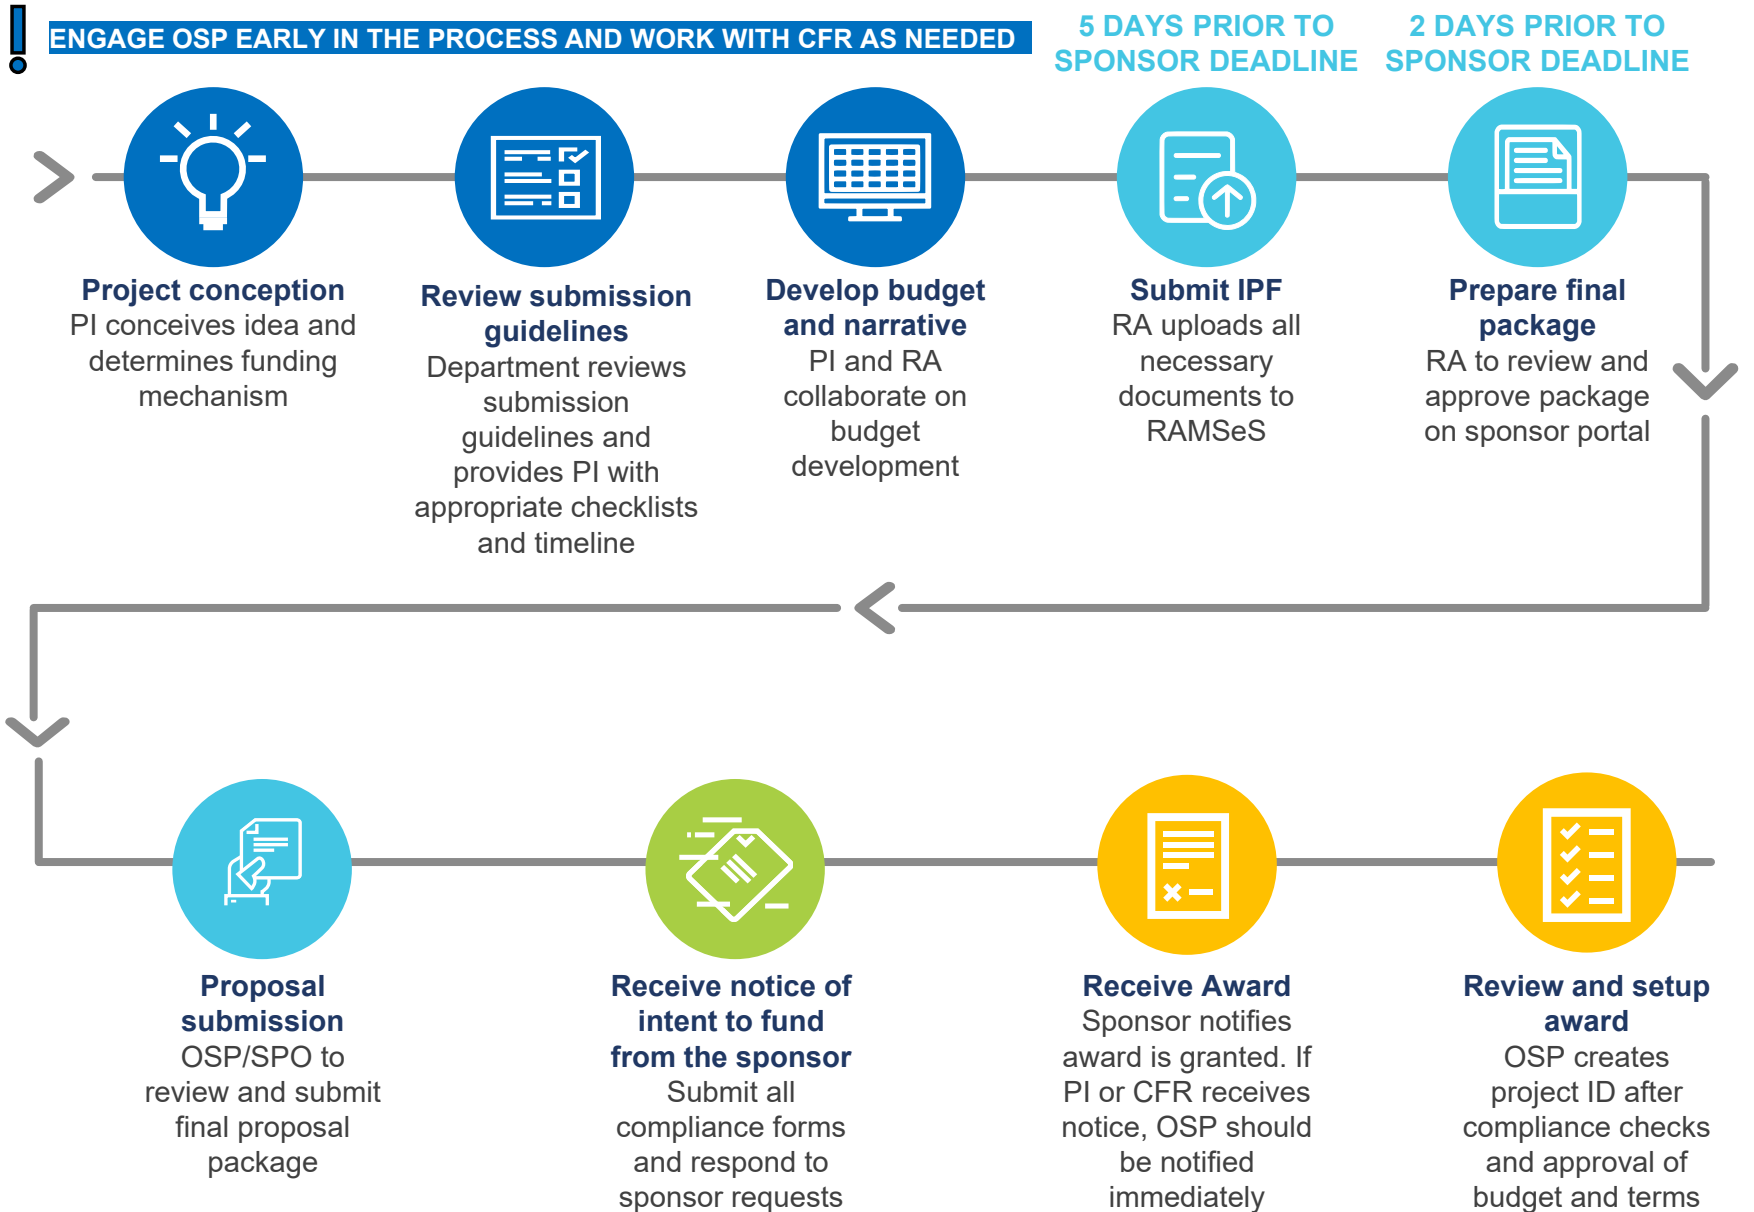 ENGAGE OSP EARLY IN THE PROCESS AND WORK WITH CFR AS NEEDED
5 DAYS PRIOR TO
SPONSOR DEADLINE
2 DAYS PRIOR TO
SPONSOR DEADLINE
Project conception
PI conceives idea and
determines funding
mechanism
Review submission
guidelines
Department reviews
submission
guidelines and
provides PI with
appropriate checklists
and timeline
Develop budget
and narrative
PI and RA
collaborate on
budget
development
Submit IPF
RA uploads all
necessary
documents to
RAMSeS
Prepare final
package
RA to review and
approve package
on sponsor portal
Proposal
submission
OSP/SPO to
review and submit
final proposal
package
Receive notice of
intent to fund
from the sponsor
Submit all
compliance forms
and respond to
sponsor requests
Receive Award
Sponsor notifies
award is granted. If
PI or CFR receives
notice, OSP should
be notified
immediately
Review and setup
award
OSP creates
project ID after
compliance checks
and approval of
budget and terms